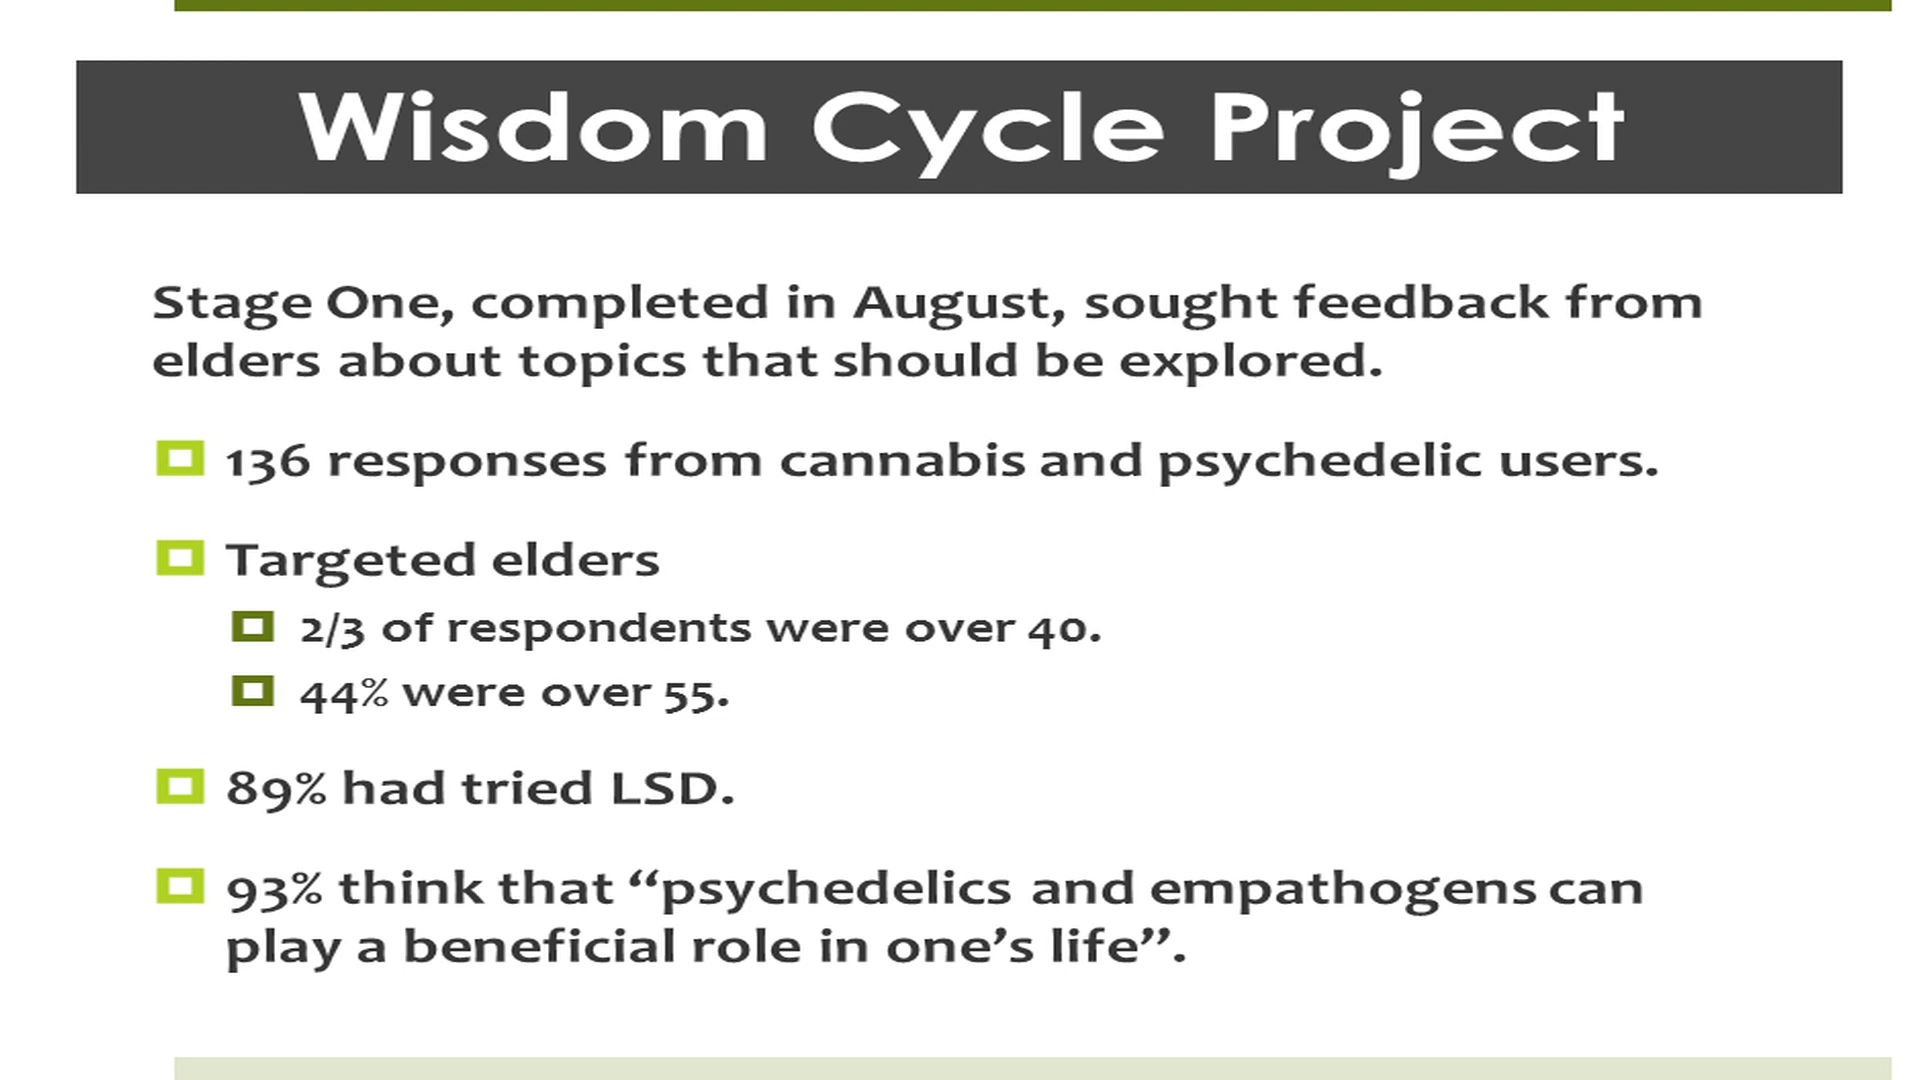 Wisdom Cycle Project
Stage One, completed in August, sought feedback from
elders about topics that should be explored.
136 responses from cannabis and psychedelic users.
Targeted elders
2/3 of respondents were over 40.
44% were over 55.
89% had tried LSD.
93% think that “psychedelics and empathogens can
play a beneficial role in one’s life”.